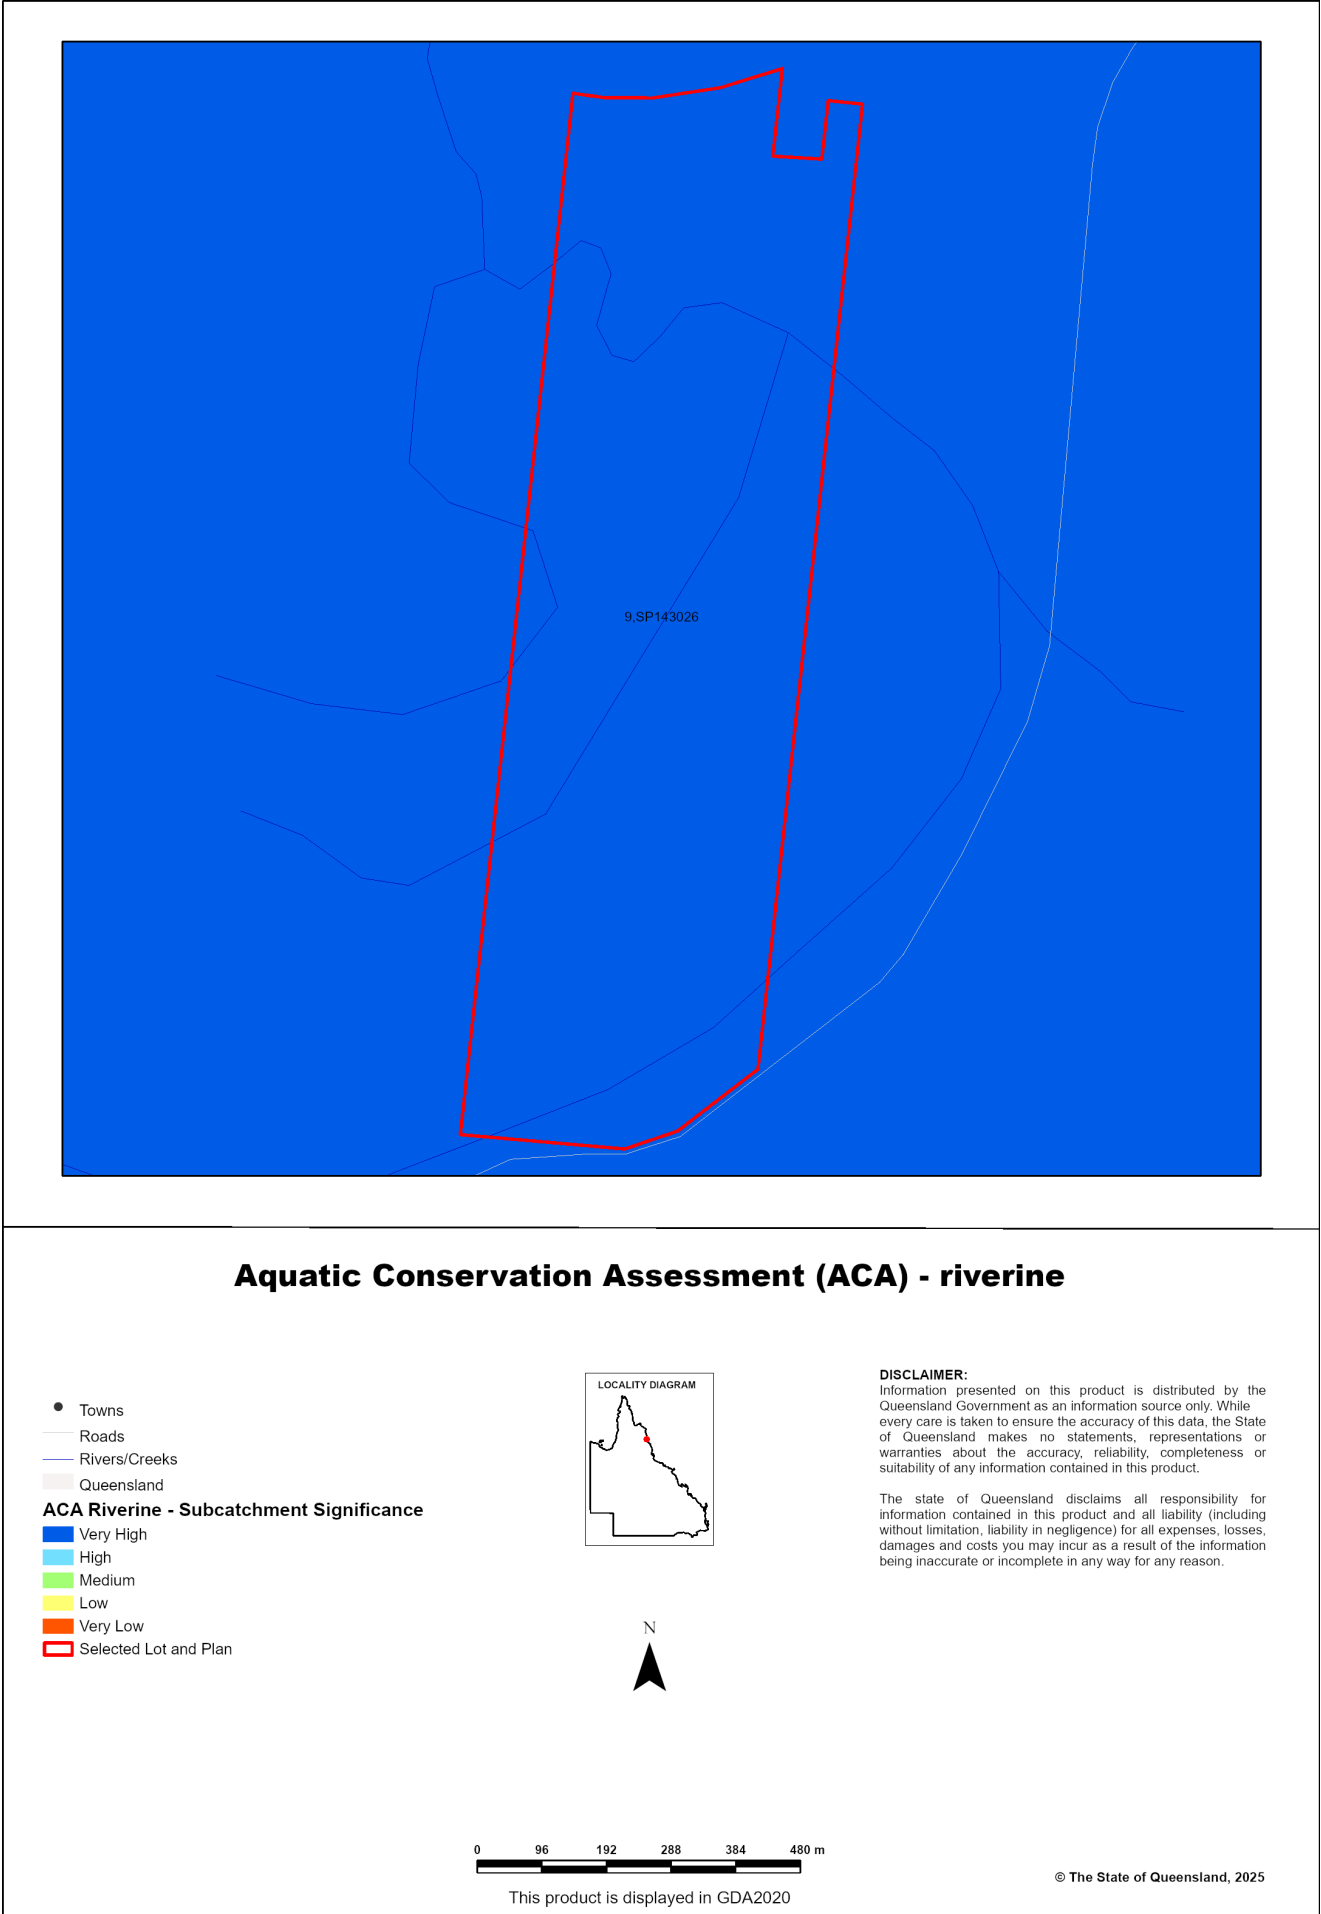 9,SP143026
Aquatic Conservation Assessment (ACA) - riverine
Towns
Roads
Rivers/Creeks
Queensland
ACA Riverine - Subcatchment Significance
Very High
High
Medium
Low
Very Low
Selected Lot and Plan
LOCALITY DIAGRAM
N
0 96 192 288 384 480 m
This product is displayed in GDA2020
DISCLAIMER:
Information presented on this product is distributed by the
Queensland Government as an information source only. While
every care is taken to ensure the accuracy of this data, the State
of Queensland makes no statements, representations or
warranties about the accuracy, reliability, completeness or
suitability of any information contained in this product.
The state of Queensland disclaims all responsibility for
information contained in this product and all liability (including
without limitation, liability in negligence) for all expenses, losses,
damages and costs you may incur as a result of the information
being inaccurate or incomplete in any way for any reason.
© The State of Queensland, 2025